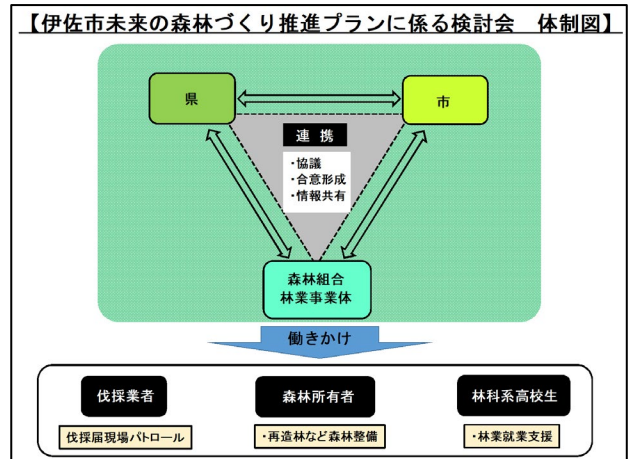 【伊佐市未来の森林づくり推進プランに係る検討会　体制図】
県
市
連 携
・協議
・合意形成
・情報共有
森林組合
林業事業体
働きかけ
伐採業者
森林所有者
林科系高校生
伐採届現場パトロール
・再造林など森林整備
・林業就業支援